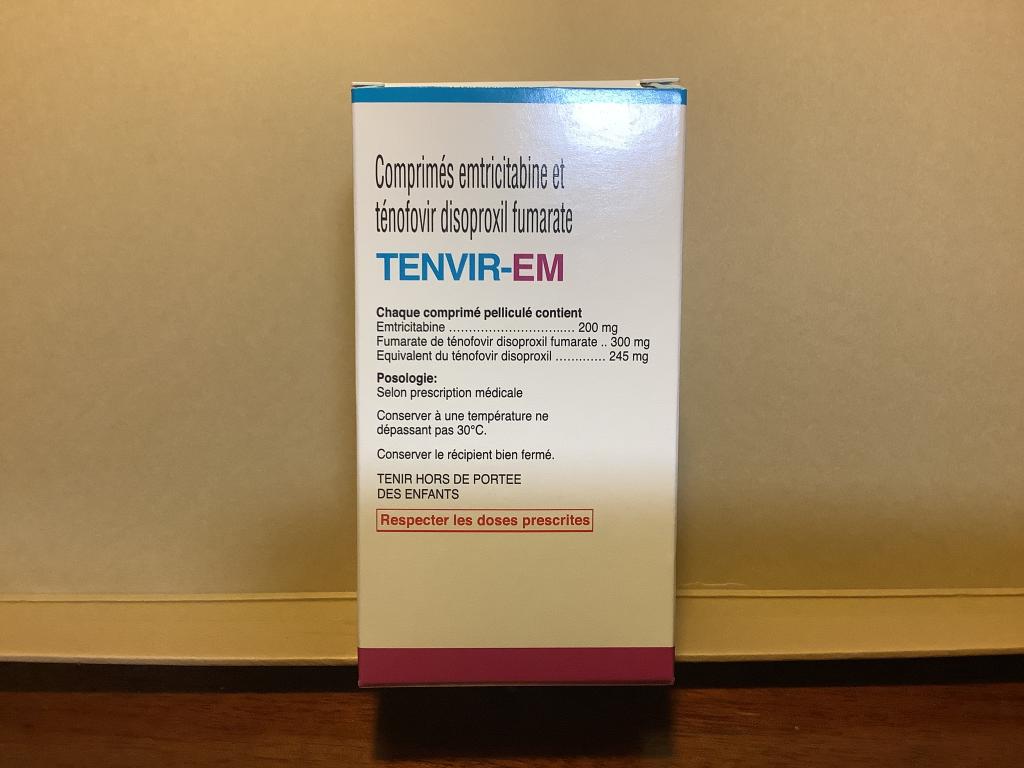 Comprimés emtricitabine et
ténofovir disoproxil fumarate
TENVIR-EM
Chaque comprimé pelliculé contient
Emtricitabine ................................ 200 mg
Fumarate de ténofovir disoproxil fumarate .. 300 mg
Equivalent du ténofovir disoproxil ............. 245 mg
Posologie:
Selon prescription médicale
Conserver à une température ne
dépassant pas 30°C.
Conserver le récipient bien fermé.
TENIR HORS DE PORTEE
DES ENFANTS
Respecter les doses prescrites